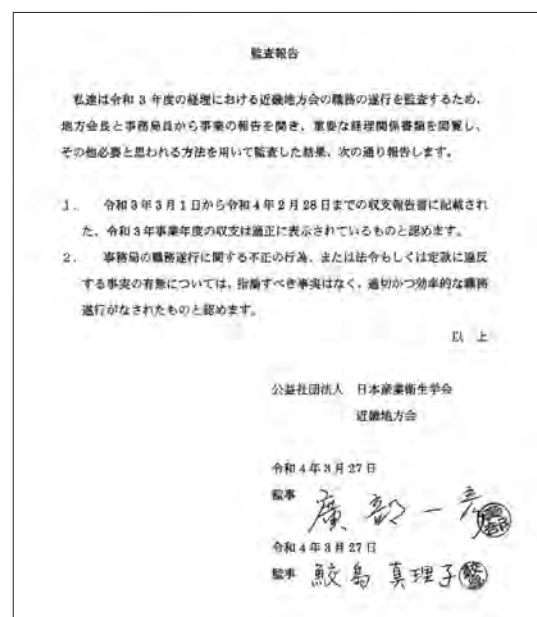 監査報告
私達は令和3年度の経理における近畿地方会の職務の遂行を監査するため、
地方会長と事務局員から事業の報告を聞き、重要な経理関係書類を閲覧し、
その他必要と思われる方法を用いて監査した結果、次の通り報告します。
1. 令和3年3月1日から令和4年2月28日までの収支報告書に記載され
た、令和3年事業年度の収支は適正に表示されているものと認めます。
2. 事務局の職務遂行に関する不正の行為、または法令もしくは定款に違反
する事実の有無については、指摘すべき事実はなく、適切かつ効率的な職務
遂行がなされたものと認めます。
以 上
公益社団法人 日本産業衛生学会
近畿地方会
令和4年3月27日
監事 廣部一彦
令和4年3月27日
監事 鮫島真理子